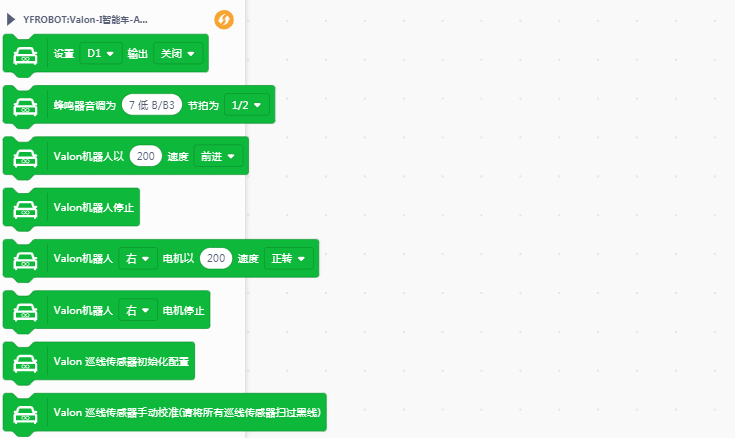 YFROBOT:Valon-I智能车-A...
设置 D1 输出 关闭
蜂鸣器音调为 7 低 B/B3 节拍为 1/2
Valon机器人以 200 速度 前进
Valon机器人停止
Valon机器人 右 电机以 200 速度 正转
Valon机器人 右 电机停止
Valon 巡线传感器初始化配置
Valon 巡线传感器手动校准(请将所有巡线传感器扫过黑线)